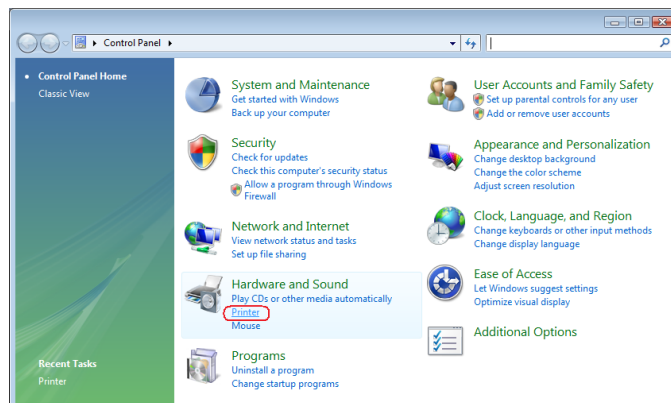 Control Panel
Control Panel Home
Classic View
Recent Tasks
Printer
System and Maintenance
Get started with Windows
Back up your computer
Security
Check for updates
Check this computer's security status
Allow a program through Windows
Firewall
Network and Internet
View network status and tasks
Set up file sharing
Hardware and Sound
Play CDs or other media automatically
Printer
Mouse
Programs
Uninstall a program
Change startup programs
User Accounts and Family Safety
Set up parental controls for any user
Add or remove user accounts
Appearance and Personalization
Change desktop background
Change the color scheme
Adjust screen resolution
Clock, Language, and Region
Change keyboards or other input methods
Change display language
Ease of Access
Let Windows suggest settings
Optimize visual display
Additional Options